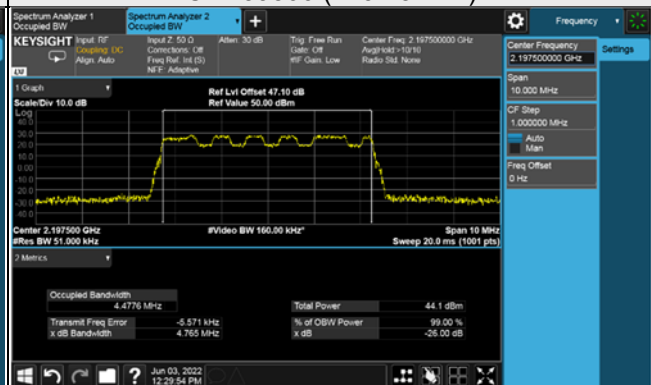 Spectrum Analyzer 1
Occupied BW
Spectrum Analyzer 2
Occupied BW
Frequency
KEYSIGHT
Input: RF
Coupling: DC
Align: Auto
Input Z: 50 Ω
Corrections: Off
Freq Ref: Int (S)
NFE: Adaptive
Atten: 30 dB
Trig: Free Run
Gate: Off
#IF Gain: Low
Center Freq: 2.197500000 GHz
Avg|Hold:>10/10
Radio Std: None
Center Frequency
2.197500000 GHz
Settings
Span
10.000 MHz
CF Step
1.000000 MHz
Auto
Man
Freq Offset
0 Hz
1 Graph
Scale/Div 10.0 dB
Ref Lvl Offset 47.10 dB
Ref Value 50.00 dBm
Log
40.0
30.0
20.0
10.0
0.00
-10.0
-20.0
-30.0
-40.0
Center 2.197500 GHz
#Res BW 51.000 kHz
#Video BW 160.00 kHz*
Span 10 MHz
Sweep 20.0 ms (1001 pts)
2 Metrics
Occupied Bandwidth
4.4776 MHz
Total Power
44.1 dBm
Transmit Freq Error
-5.571 kHz
% of OBW Power
99.00 %
x dB Bandwidth
4.765 MHz
x dB
-26.00 dB
?
Jun 03, 2022
12:29:54 PM